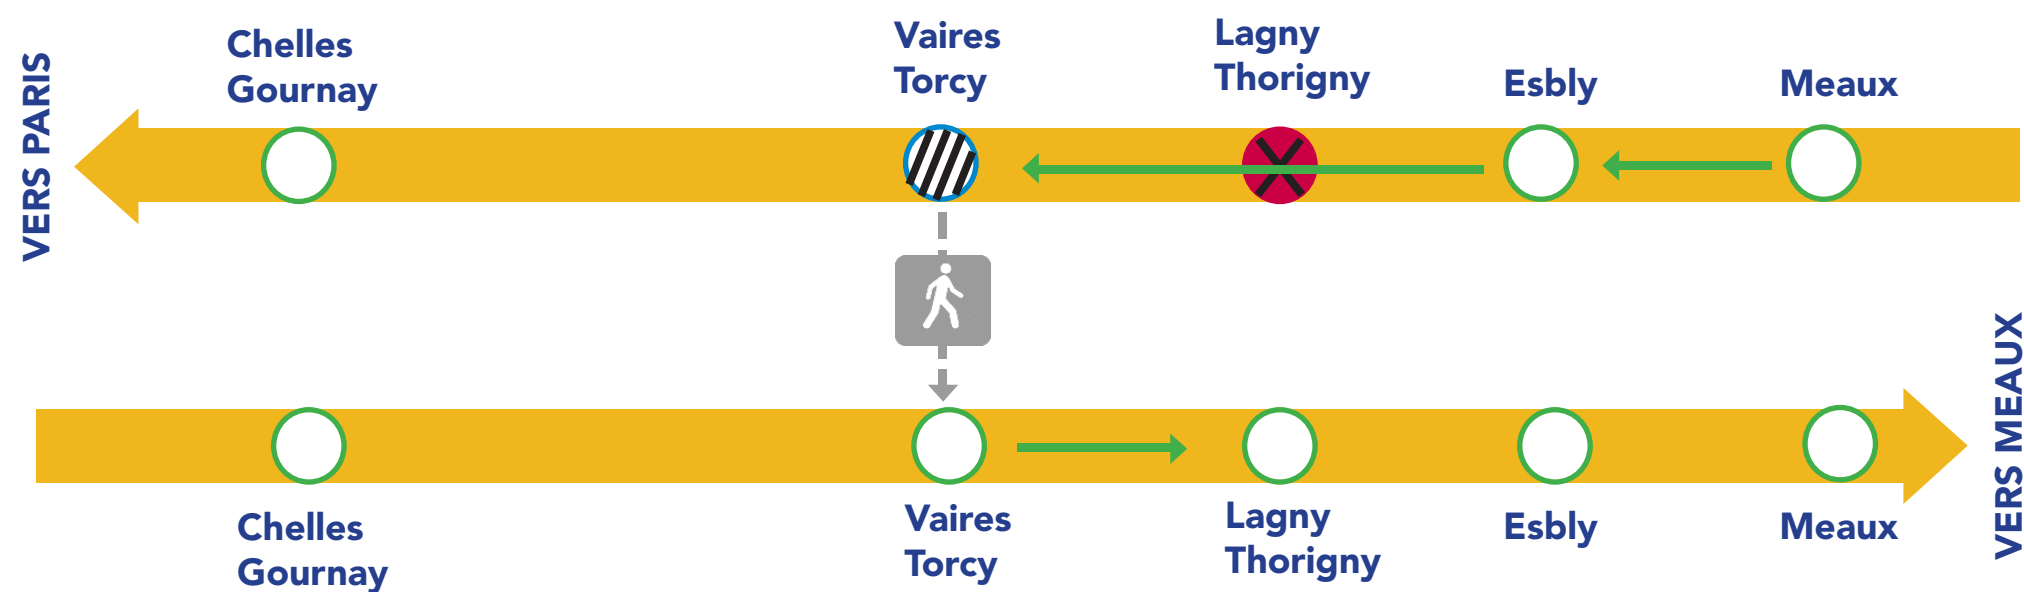 VERS PARIS
Chelles
Gournay
Vaires
Torcy
Lagny
Thorigny
Esbly
Meaux
Chelles
Gournay
Vaires
Torcy
Lagny
Thorigny
Esbly
Meaux
VERS MEAUX